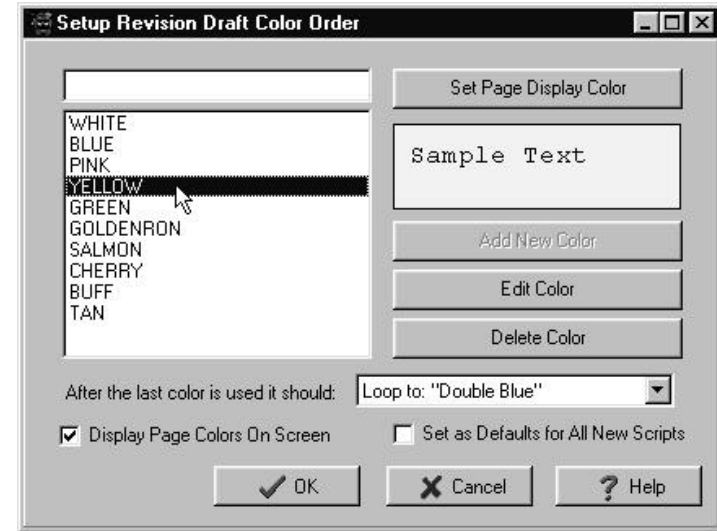 Setup Revision Draft Color Order
Set Page Display Color
WHITE
BLUE
PINK
YELLOW
GREEN
GOLDENRON
SALMON
CHERRY
BUFF
TAN
Sample Text
Add New Color
Edit Color
Delete Color
After the last color is used it should: Loop to: "Double Blue"
Display Page Colors On Screen Set as Defaults for All New Scripts
OK Cancel Help